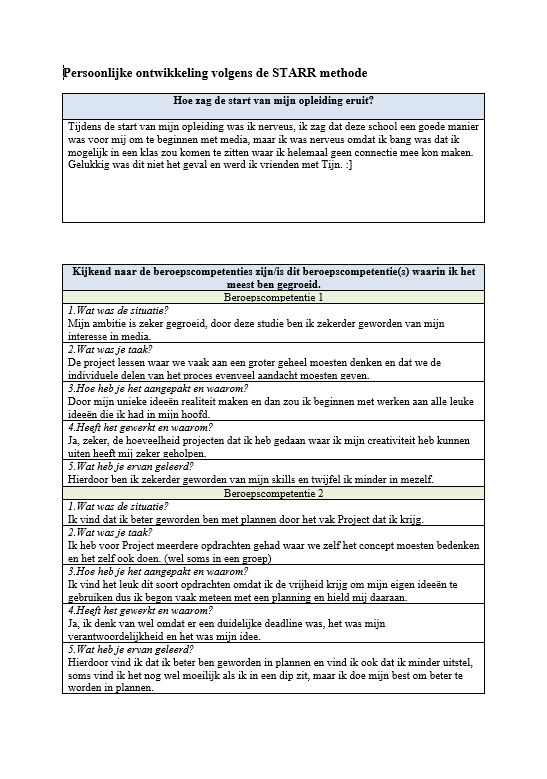 Persoonlijke ontwikkeling volgens de STARR methode
Hoe zag de start van mijn opleiding eruit?
Tijdens de start van mijn opleiding was ik nerveus, ik zag dat deze school een goede manier
was voor mij om te beginnen met media, maar ik was nerveus omdat ik bang was dat ik
mogelijk in een klas zou komen te zitten waar ik helemaal geen connectie mee kon maken.
Gelukkig was dit niet het geval en werd ik vrienden met Tijn. :]
Kijkend naar de beroepscompetenties zijn/is dit beroepscompetentie(s) waarin ik het
meest ben gegroeid.
Beroepscompetentie 1
1.Wat was de situatie?
Mijn ambitie is zeker gegroeid, door deze studie ben ik zekerder geworden van mijn
interesse in media.
2.Wat was je taak?
De project lessen waar we vaak aan een groter geheel moesten denken en dat we de
individuele delen van het proces evenveel aandacht moesten geven.
3.Hoe heb je het aangepakt en waarom?
Door mijn unieke ideeën realiteit maken en dan zou ik beginnen met werken aan alle leuke
ideeën die ik had in mijn hoofd.
4.Heeft het gewerkt en waarom?
Ja, zeker, de hoeveelheid projecten dat ik heb gedaan waar ik mijn creativiteit heb kunnen
uiten heeft mij zeker geholpen.
5.Wat heb je ervan geleerd?
Hierdoor ben ik zekerder geworden van mijn skills en twijfel ik minder in mezelf.
Beroepscompetentie 2
1.Wat was de situatie?
Ik vind dat ik beter geworden ben met plannen door het vak Project dat ik krijg.
2.Wat was je taak?
Ik heb voor Project meerdere opdrachten gehad waar we zelf het concept moesten bedenken
en het zelf ook doen. (wel soms in een groep)
3.Hoe heb je het aangepakt en waarom?
Ik vind het leuk dit soort opdrachten omdat ik de vrijheid krijg om mijn eigen ideeën te
gebruiken dus ik begon vaak meteen met een planning en hield mij daaraan.
4.Heeft het gewerkt en waarom?
Ja, ik denk van wel omdat er een duidelijke deadline was, het was mijn
verantwoordelijkheid en het was mijn idee.
5.Wat heb je ervan geleerd?
Hierdoor vind ik dat ik beter ben geworden in plannen en vind ik ook dat ik minder uitstel,
soms vind ik het nog wel moeilijk als ik in een dip zit, maar ik doe mijn best om beter te
worden in plannen.